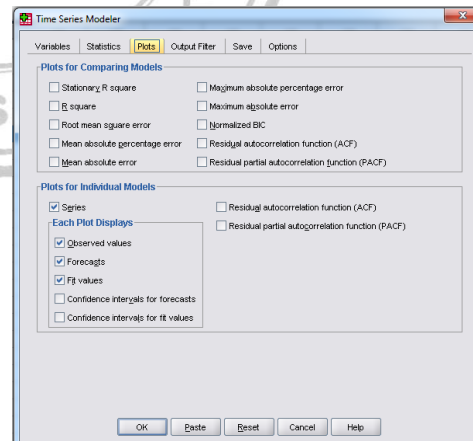 Time Series Modeler
Variables Statistics Plots Output Filter Save Options
Plots for Comparing Models
Stationary R square
R square
Root mean square error
Mean absolute percentage error
Mean absolute error
Maximum absolute percentage error
Maximum absolute error
Normalized BIC
Residual autocorrelation function (ACF)
Residual partial autocorrelation function (PACF)
Plots for Individual Models
Series
Each Plot Displays
Observed values
Forecasts
Fit values
Confidence intervals for forecasts
Confidence intervals for fit values
Residual autocorrelation function (ACF)
Residual partial autocorrelation function (PACF)
OK Paste Reset Cancel Help